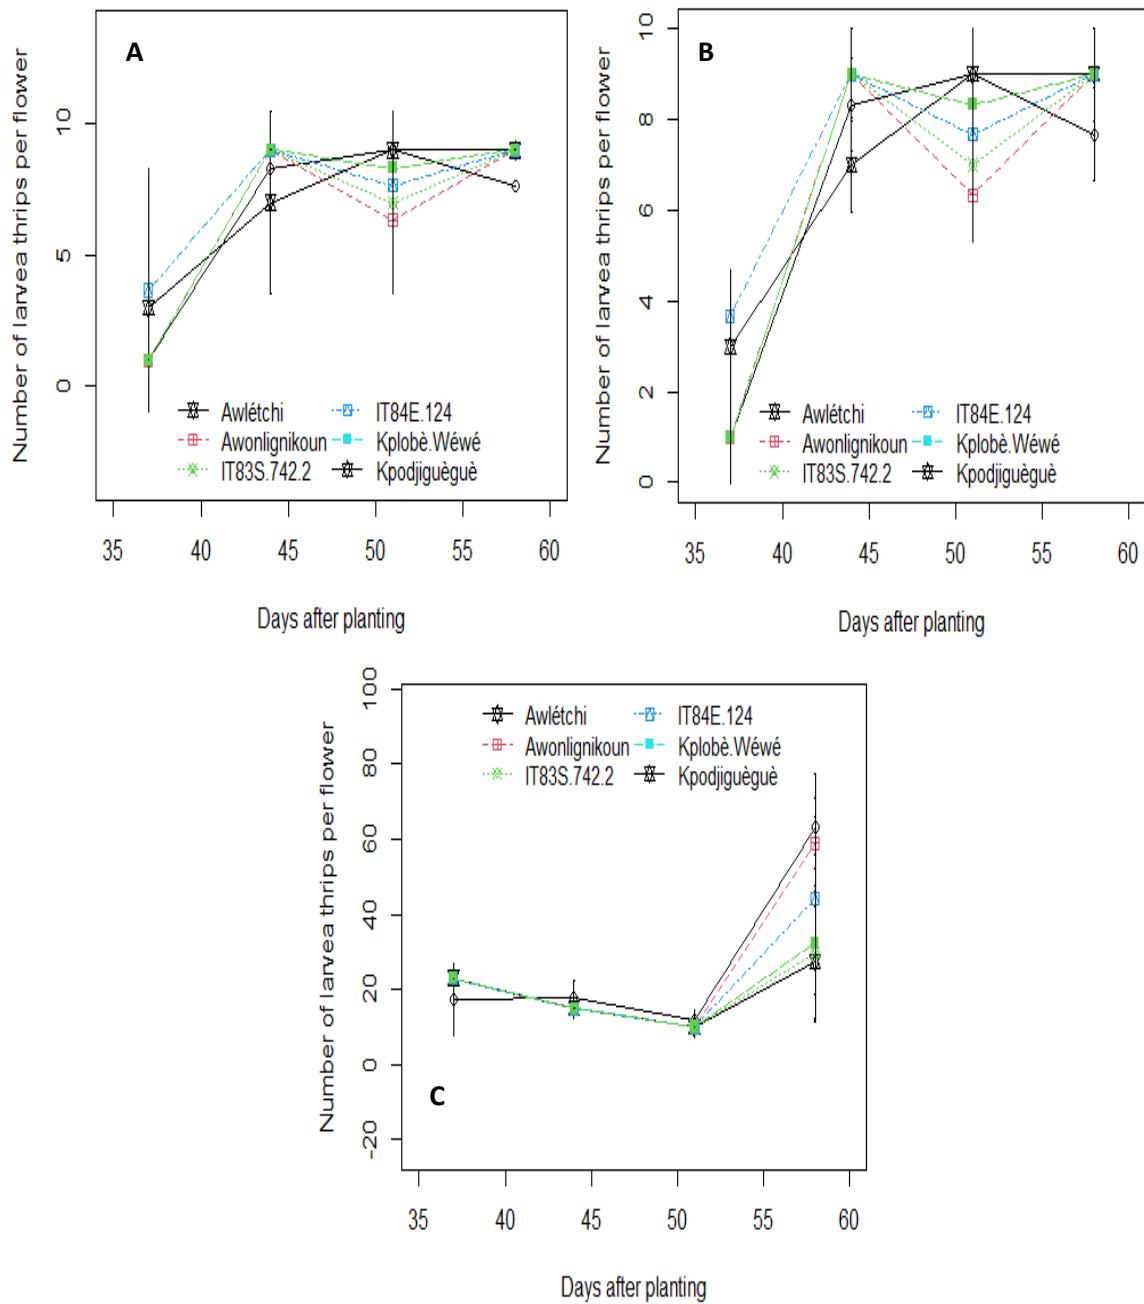 A
Number of larvea thrips per flower
10
5
0
Awlétchi
Awonlignikoun
IT83S.742.2
IT84E.124
Kplobè.Wéwé
Kpodjiguèguè
35 40 45 50 55 60
Days after planting
B
Number of larvea thrips per flower
10
8
6
4
2
0
Awlétchi
Awonlignikoun
IT83S.742.2
IT84E.124
Kplobè.Wéwé
Kpodjiguèguè
35 40 45 50 55 60
Days after planting
Number of larvea thrips per flower
100
80
60
40
20
0
-20
Awlétchi
Awonlignikoun
IT83S.742.2
IT84E.124
Kplobè.Wéwé
Kpodjiguèguè
C
35 40 45 50 55 60
Days after planting